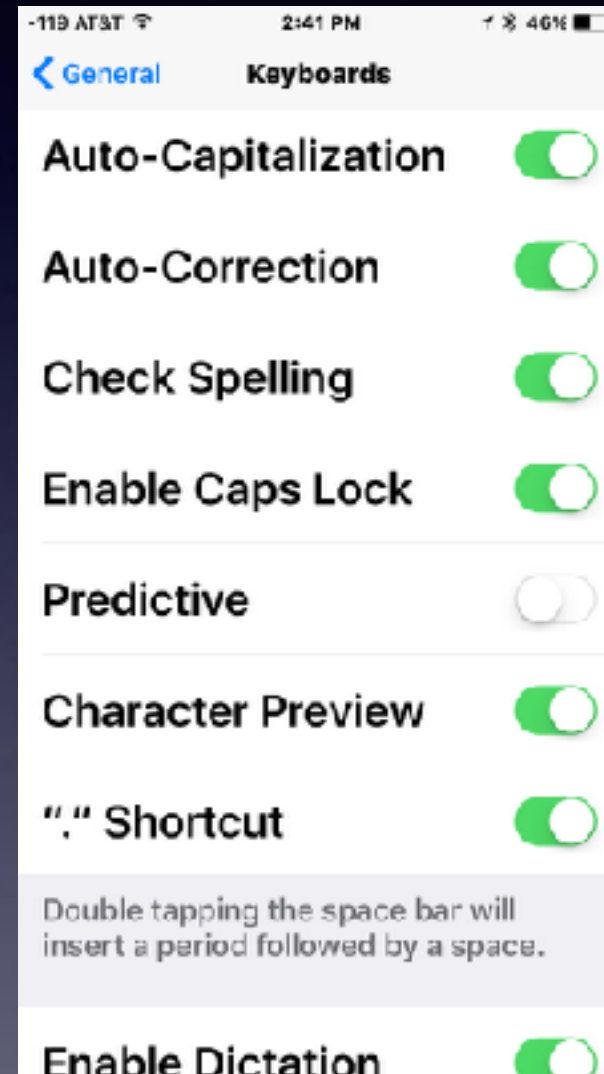 -119 AT&T 2:41 PM 46%
General Keyboards
Auto-Capitalization
Auto-Correction
Check Spelling
Enable Caps Lock
Predictive
Character Preview
"." Shortcut
Double tapping the space bar will
insert a period followed by a space.
Enable Dictation